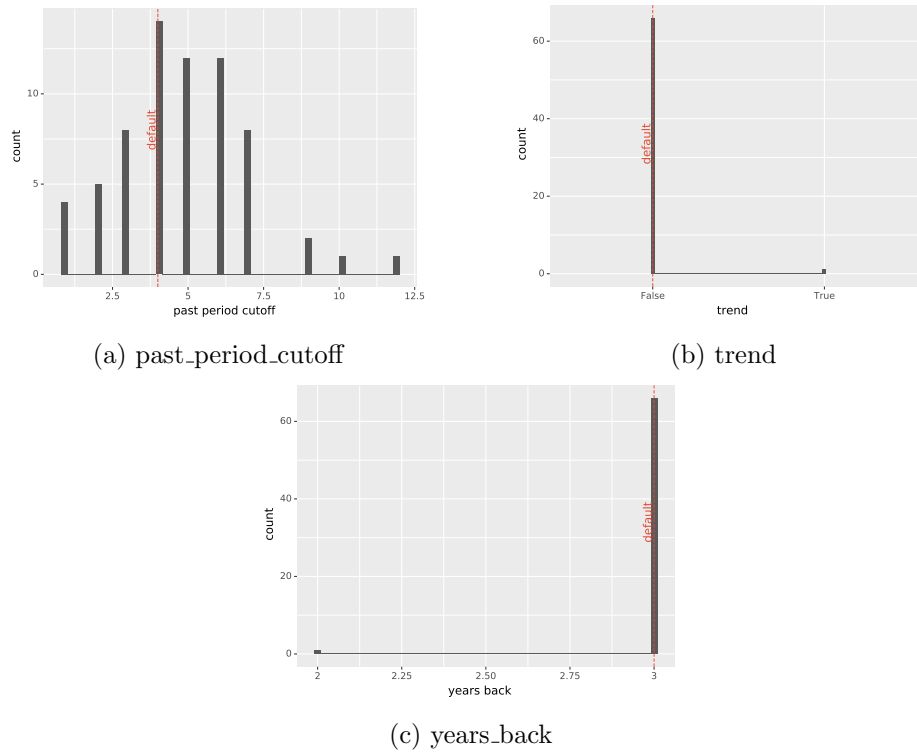 count
10
5
0
default
2.5 5 7.5 10 12.5
past period cutoff
(a) past_period_cutoff
count
60
40
20
0
default
False True
trend
(b) trend
count
60
40
20
0
default
2 2.25 2.50 2.75 3
years back
(c) years_back